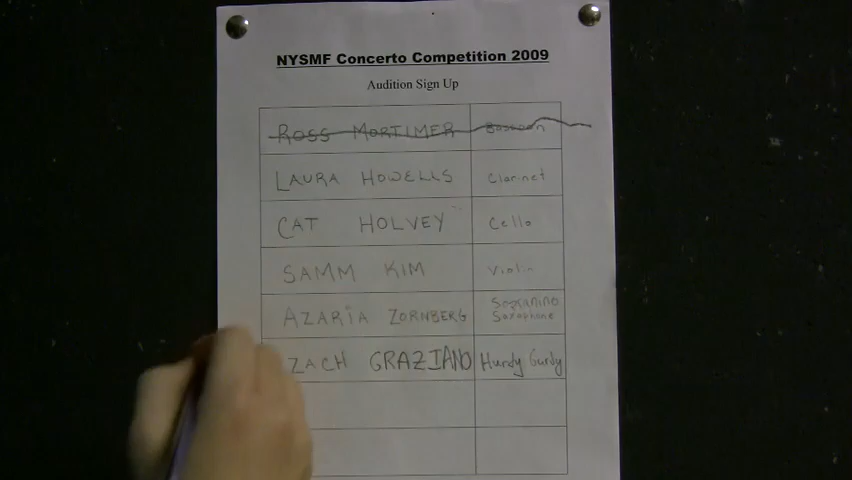 NYSMF Concerto Competition 2009
Audition Sign Up
ROSS MORTIMER Bassoon
LAURA HOWELLS Clarinet
CAT HOLVEY Cello
SAMM KIM Violin
AZARIA ZORNBERG Sopranino
Saxophone
ZACH GRAZIANO Hurdy Gurdy